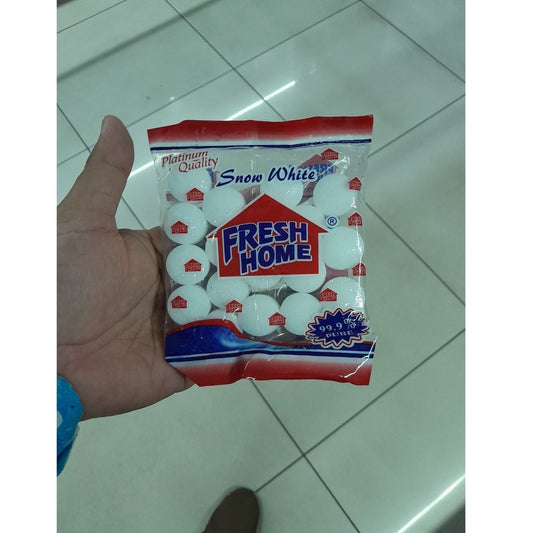 Platinum
Quality
Snow White
FRESH
HOME
®
99.9%
PURE